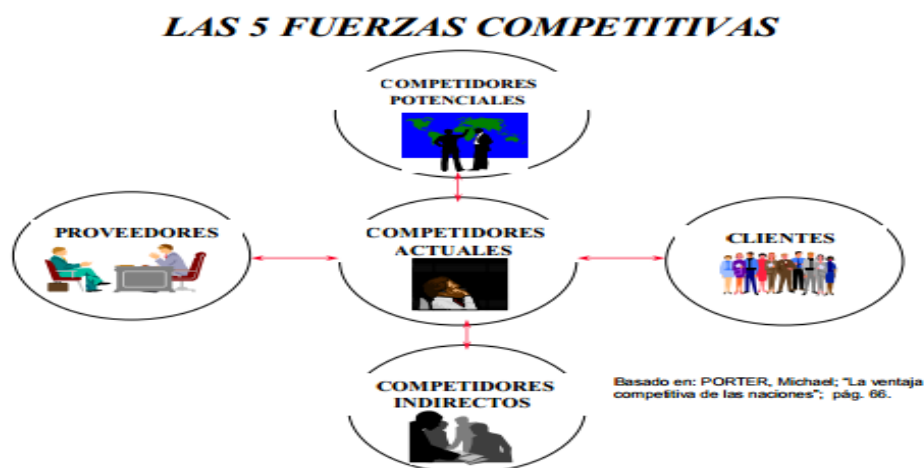 LAS 5 FUERZAS COMPETITIVAS
COMPETIDORES
POTENCIALES
PROVEEDORES
COMPETIDORES
ACTUALES
CLIENTES
COMPETIDORES
INDIRECTOS
Basado en: PORTER, Michael; "La ventaja
competitiva de las naciones"; pág. 66.